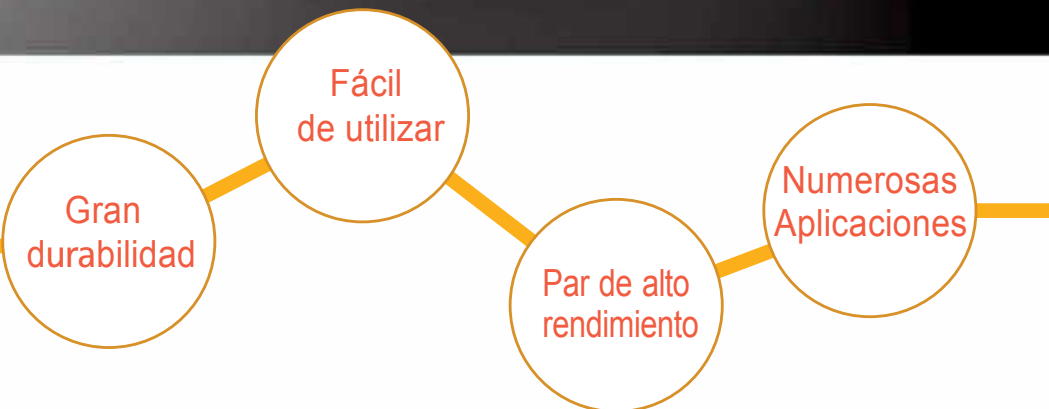 Gran
durabilidad
Fácil
de utilizar
Par de alto
rendimiento
Numerosas
Aplicaciones